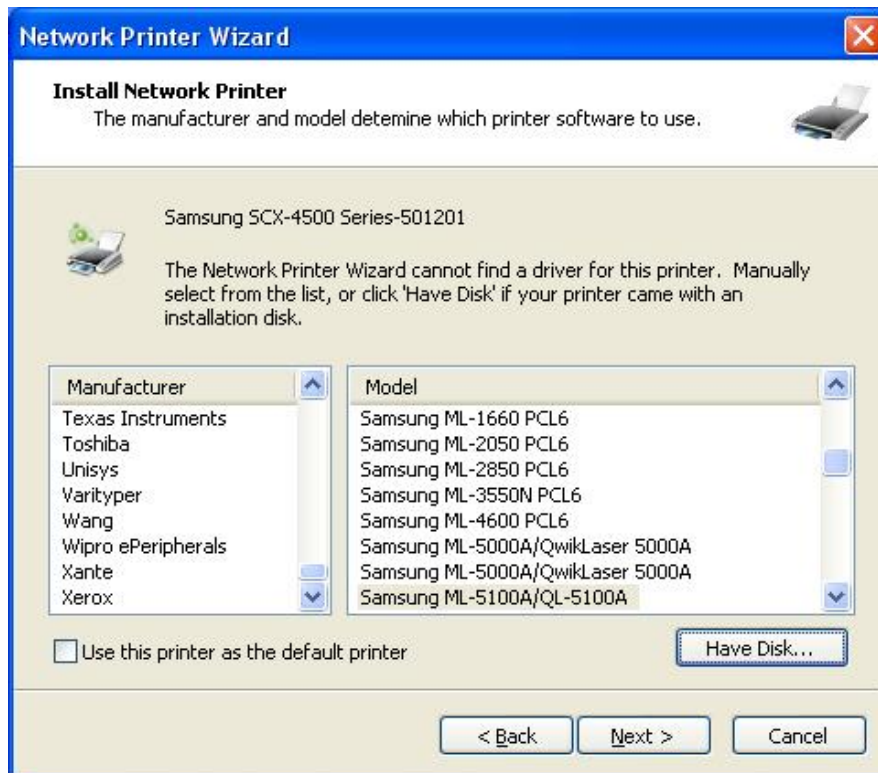 Network Printer Wizard
Install Network Printer
The manufacturer and model detemine which printer software to use.
Samsung SCX-4500 Series-501201
The Network Printer Wizard cannot find a driver for this printer.  Manually
select from the list, or click 'Have Disk' if your printer came with an
installation disk.
Manufacturer
Texas Instruments
Toshiba
Unisys
Varityper
Wang
Wipro ePeripherals
Xante
Xerox
Model
Samsung ML-1660 PCL6
Samsung ML-2050 PCL6
Samsung ML-2850 PCL6
Samsung ML-3550N PCL6
Samsung ML-4600 PCL6
Samsung ML-5000A/QwikLaser 5000A
Samsung ML-5000A/QwikLaser 5000A
Samsung ML-5100A/QL-5100A
Use this printer as the default printer
Have Disk...
< Back
Next >
Cancel